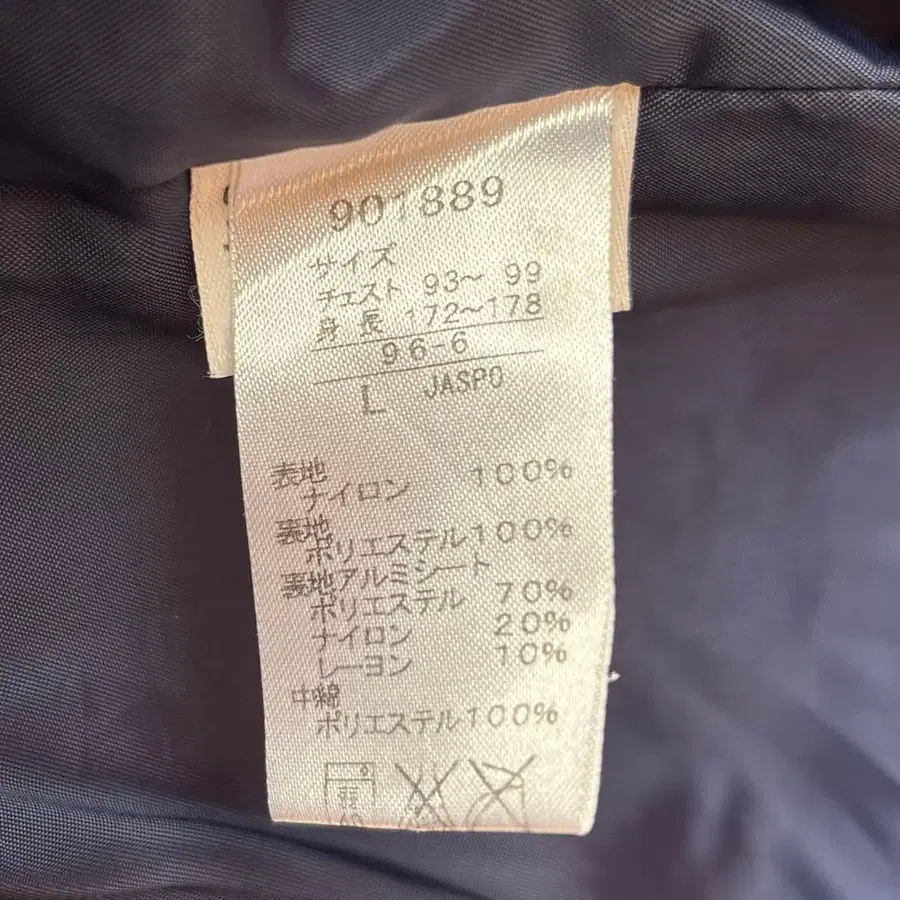 901889
サイズ
チェスト 93〜 99
身 長 172〜178
96-6
L JASPO
表地
ナイロン 100%
裏地
ポリエステル100%
裏地アルミシート
ポリエステル 70%
ナイロン 20%
レーヨン 10%
中綿
ポリエステル100%